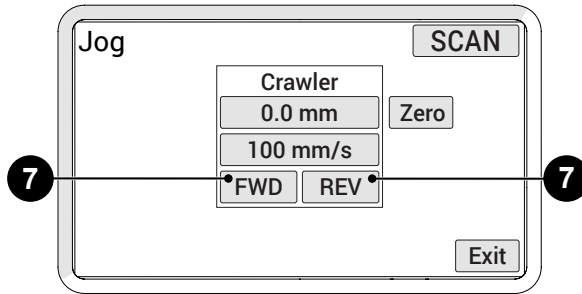 Jog SCAN
Crawler
0.0 mm Zero
100 mm/s
7 FWD REV 7
Exit